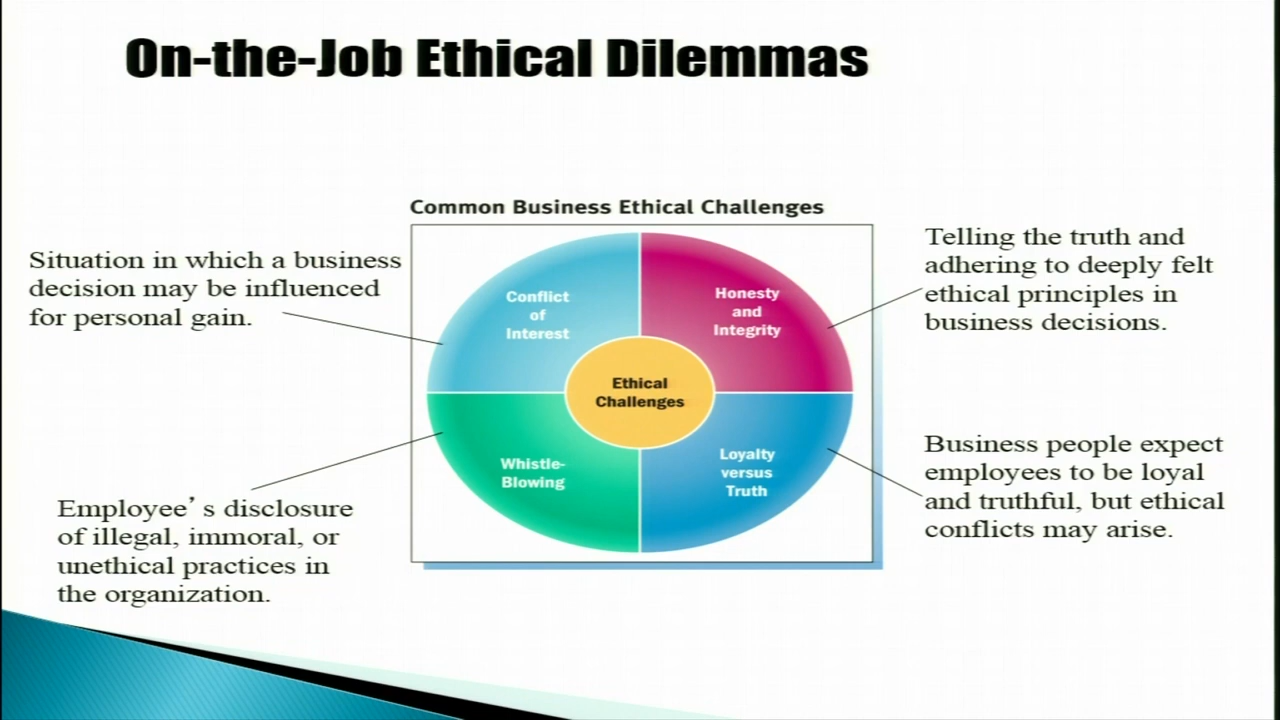 On-the-Job Ethical Dilemmas
Common Business Ethical Challenges
Situation in which a business
decision may be influenced
for personal gain.
Conflict
of
Interest
Honesty
and
Integrity
Telling the truth and
adhering to deeply felt
ethical principles in
business decisions.
Ethical
Challenges
Employee’s disclosure
of illegal, immoral, or
unethical practices in
the organization.
Whistle-
Blowing
Loyalty
versus
Truth
Business people expect
employees to be loyal
and truthful, but ethical
conflicts may arise.